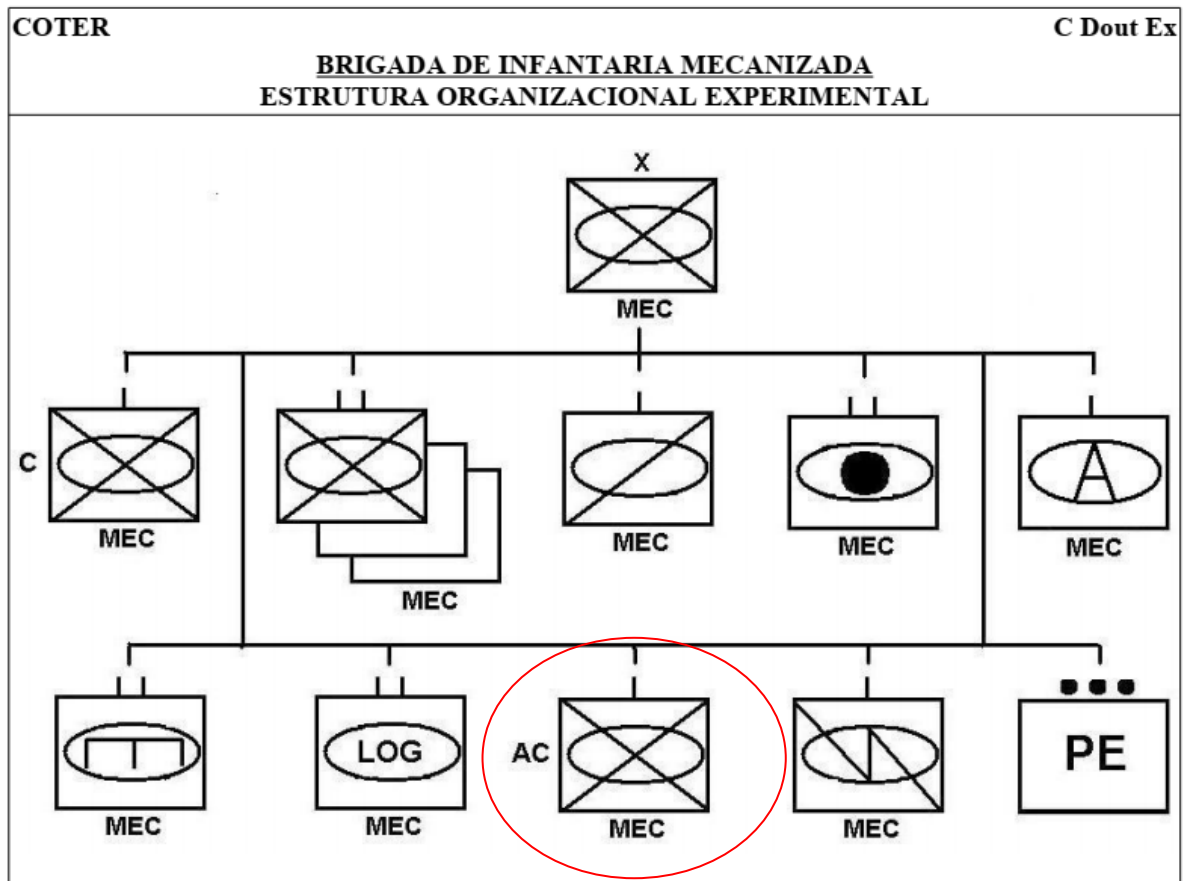 COTER C Dout Ex
BRIGADA DE INFANTARIA MECANIZADA
ESTRUTURA ORGANIZACIONAL EXPERIMENTAL
X
MEC
C
MEC
MEC
MEC
MEC
A
MEC
MEC
LOG
MEC
AC
MEC
MEC
PE